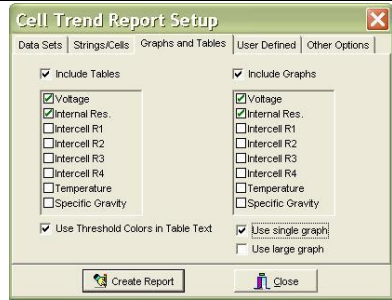 Cell Trend Report Setup
Data Sets Strings/Cells Graphs and Tables User Defined Other Options
Include Tables
Voltage
Internal Res.
Intercell R1
Intercell R2
Intercell R3
Intercell R4
Temperature
Specific Gravity
Use Threshold Colors in Table Text
Include Graphs
Voltage
Internal Res.
Intercell R1
Intercell R2
Intercell R3
Intercell R4
Temperature
Specific Gravity
Use single graph
Use large graph
Create Report
Close